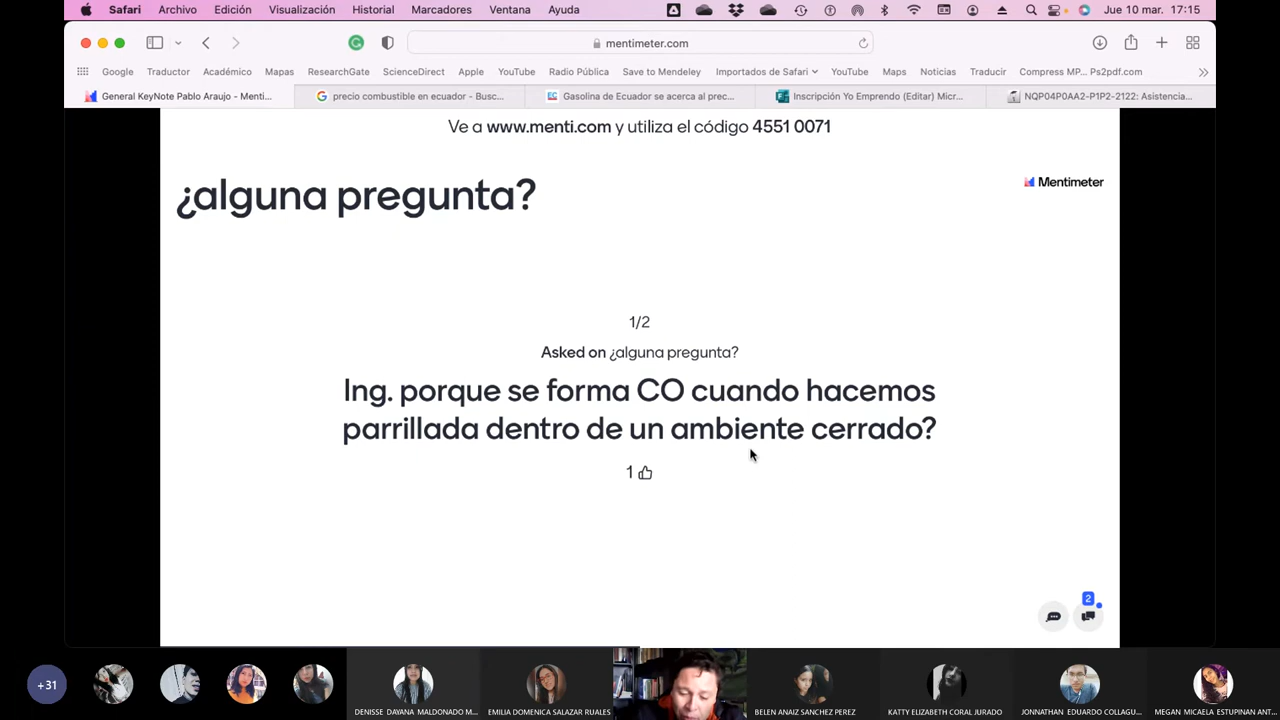 Safari Archivo Edición Visualización Historial Marcadores Ventana Ayuda Jue 10 mar. 17:15
mentimeter.com
Google Traductor Académico Mapas ResearchGate ScienceDirect Apple YouTube Radio Pública Save to Mendeley Importados de Safari YouTube Maps Noticias Traducir Compress MP... Ps2pdf.com
General KeyNote Pablo Araujo - Menti... precio combustible en ecuador - Busc... Gasolina de Ecuador se acerca al prec... Inscripción Yo Emprendo (Editar) Micr... NQP04P0AA2-P1P2-2122: Asistencia...
Ve a www.menti.com y utiliza el código 4551 0071
¿alguna pregunta?
Mentimeter
1/2
Asked on ¿alguna pregunta?
Ing. porque se forma CO cuando hacemos
parrillada dentro de un ambiente cerrado?
1
2
+31
DENISSE DAYANA MALDONADO M... EMILIA DOMENICA SALAZAR RUALES BELEN ANAIZ SANCHEZ PEREZ KATTY ELIZABETH CORAL JURADO JONNATHAN EDUARDO COLLAGU... MEGAN MICAELA ESTUPINAN ANT...